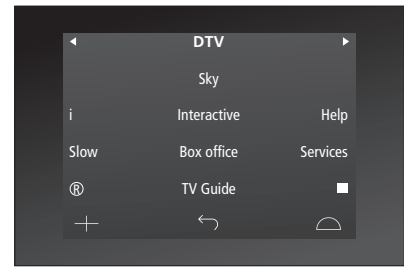 DTV
Sky
i Interactive Help
Slow Box office Services
® TV Guide